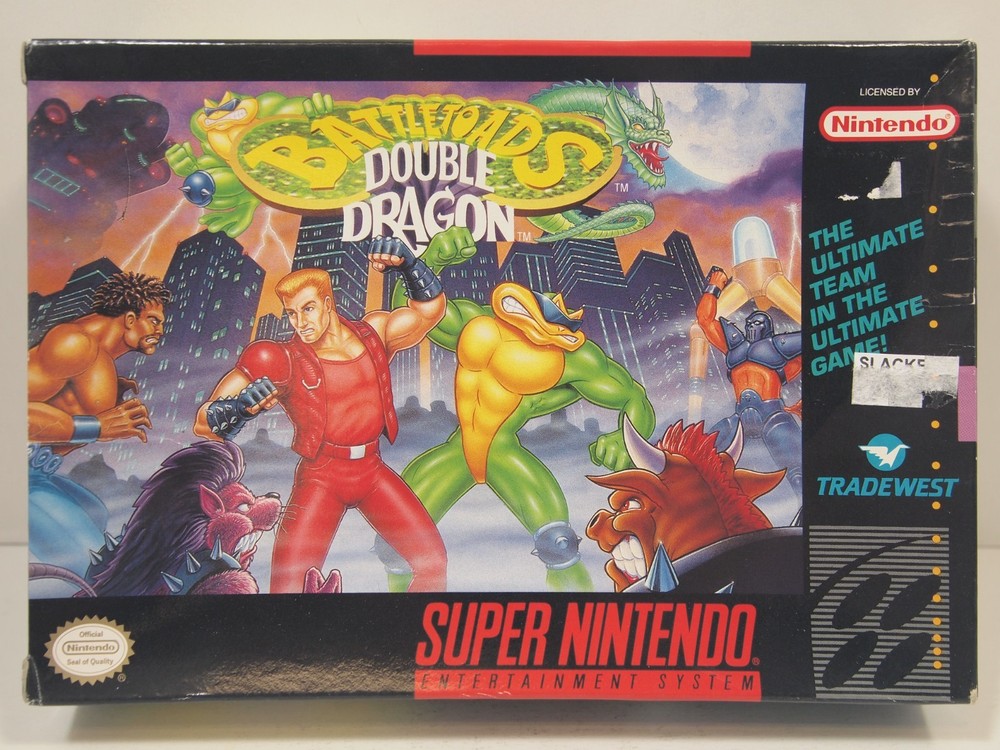 BATTLETOADS
DOUBLE
DRAGON
TM
TM
LICENSED BY
Nintendo®
THE
ULTIMATE
TEAM
IN THE
ULTIMATE
GAME!
TRADEWEST
Official
Nintendo
Seal of Quality
®
SUPER NINTENDO®
ENTERTAINMENT SYSTEM